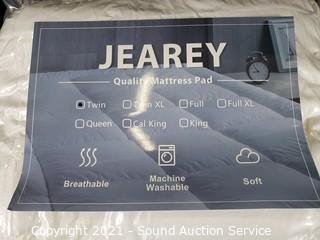 JEAREY
Quality Mattress Pad
Twin Twin XL Full Full XL
Queen Cal King King
Breathable Machine Washable Soft
Copyright 2021 - Sound Auction Service